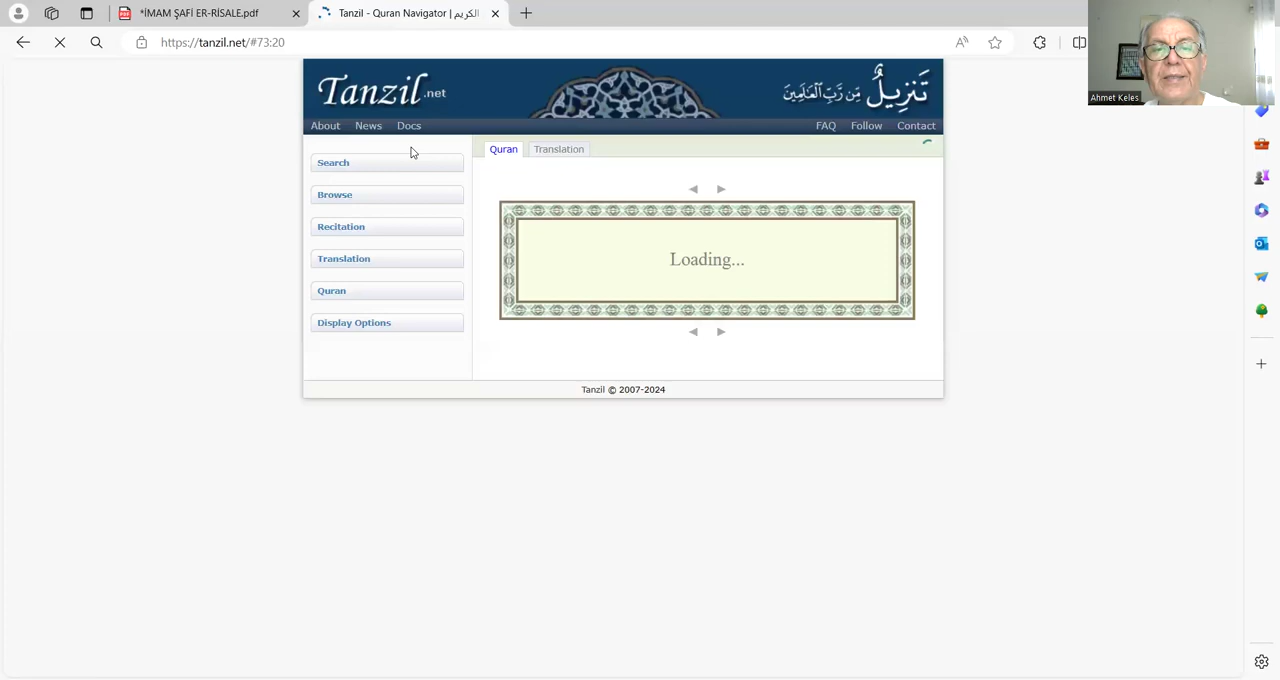 *İMAM ŞAFİ ER-RİSALE.pdf
Tanzil - Quran Navigator | الكريم
https://tanzil.net/#73:20
Ahmet Keles
Tanzil .net
تَنزِيلٌ مِّن رَّبِّ الْعَالَمِينَ
About News Docs
FAQ Follow Contact
Quran Translation
Search
Browse
Recitation
Translation
Quran
Display Options
Loading...
Tanzil © 2007-2024